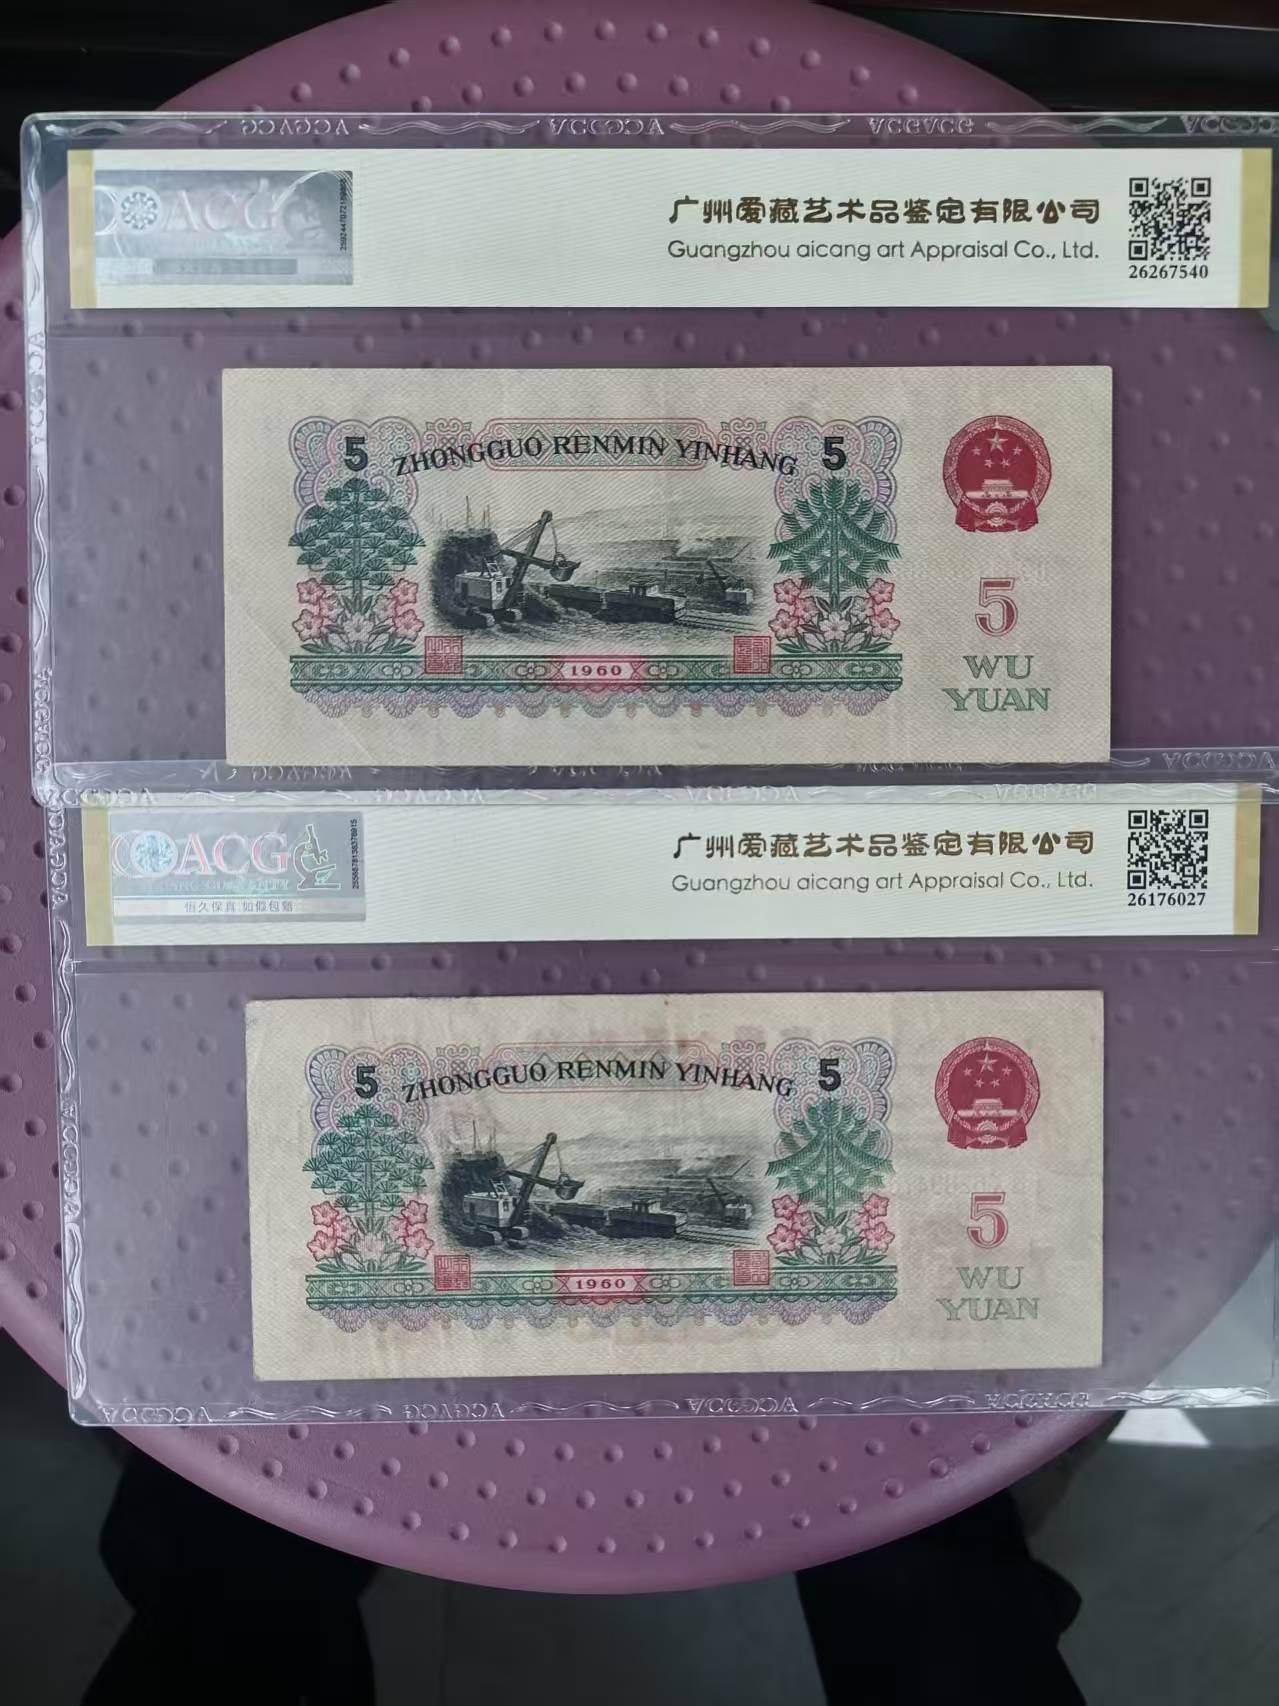 ACG
广州爱藏艺术品鉴定有限公司
Guangzhou aicang art Appraisal Co., Ltd.
26267540
5
ZHONGGUO RENMIN YINHANG
5
5
WU
YUAN
1960
ACG
恒久保真 如假包赔
广州爱藏艺术品鉴定有限公司
Guangzhou aicang art Appraisal Co., Ltd.
26176027
5
ZHONGGUO RENMIN YINHANG
5
5
WU
YUAN
1960